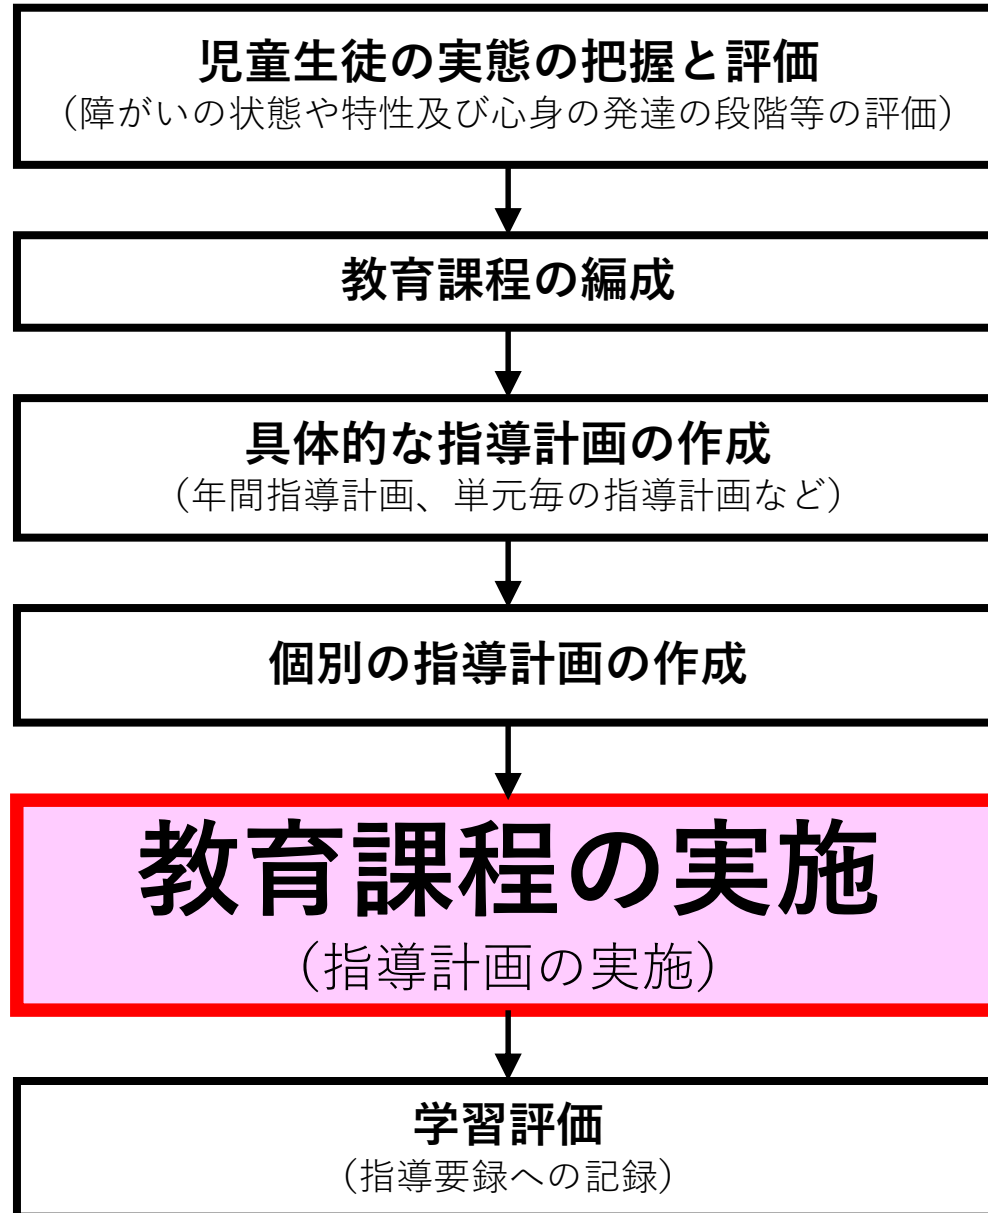 児童生徒の実態の把握と評価
（障がいの状態や特性及び心身の発達の段階等の評価）
教育課程の編成
具体的な指導計画の作成
（年間指導計画、単元毎の指導計画など）
個別の指導計画の作成
教育課程の実施
（指導計画の実施）
学習評価
（指導要録への記録）